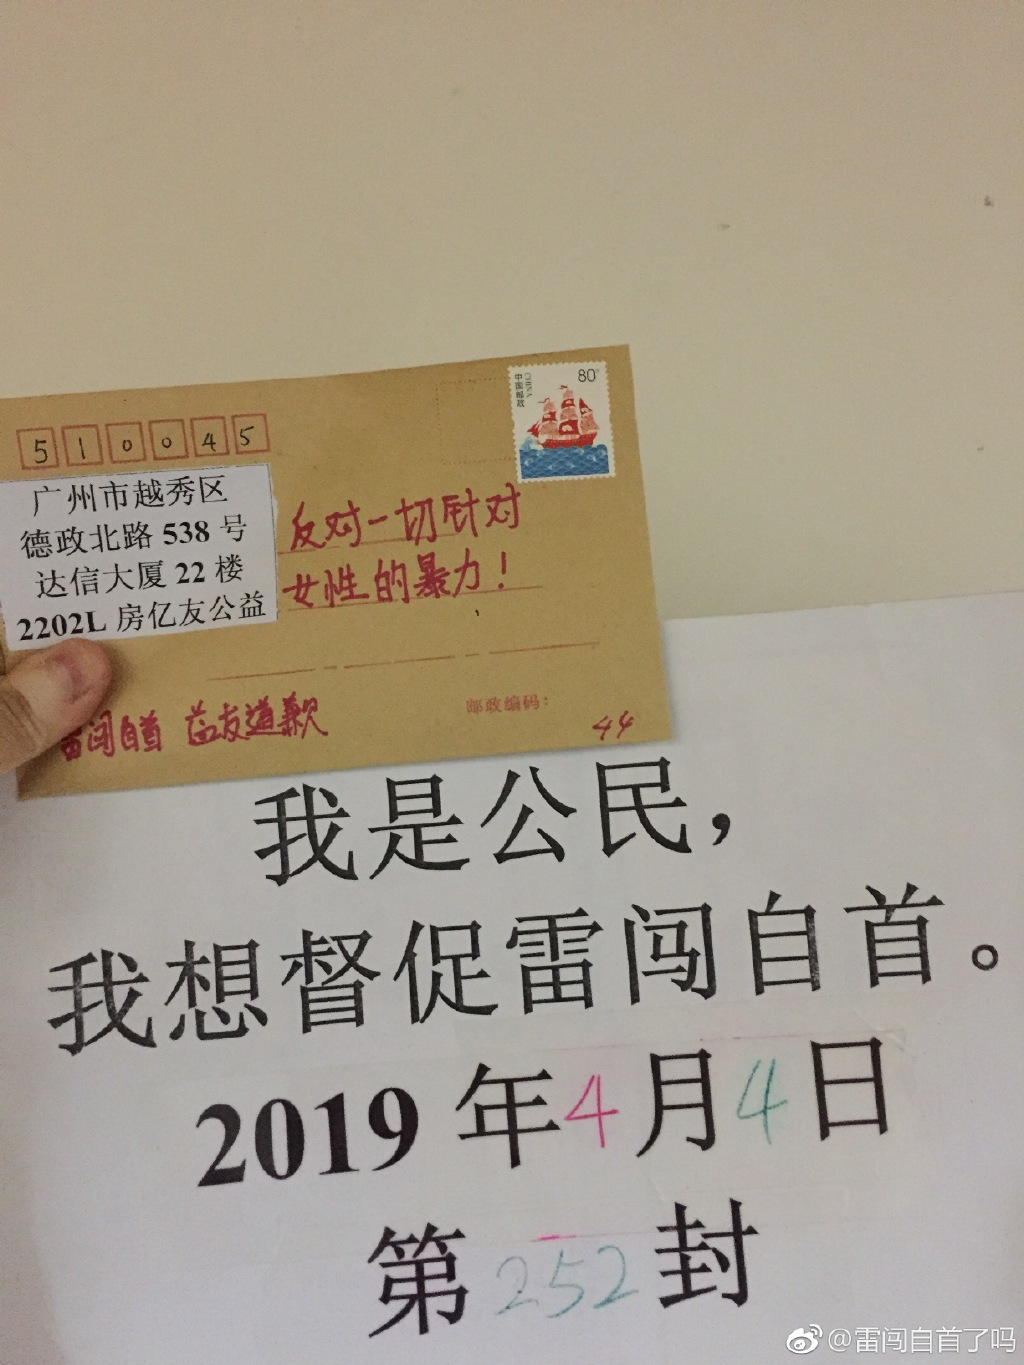 中国邮政
CHINA
80分
510045
广州市越秀区
德政北路 538 号
达信大厦 22 楼
2202L 房亿友公益
反对一切针对
女性的暴力!
雷闯自首 益友道歉
邮政编码：
44
我是公民，
我想督促雷闯自首。
2019 年 4 月 4 日
第 252 封
@雷闯自首了吗